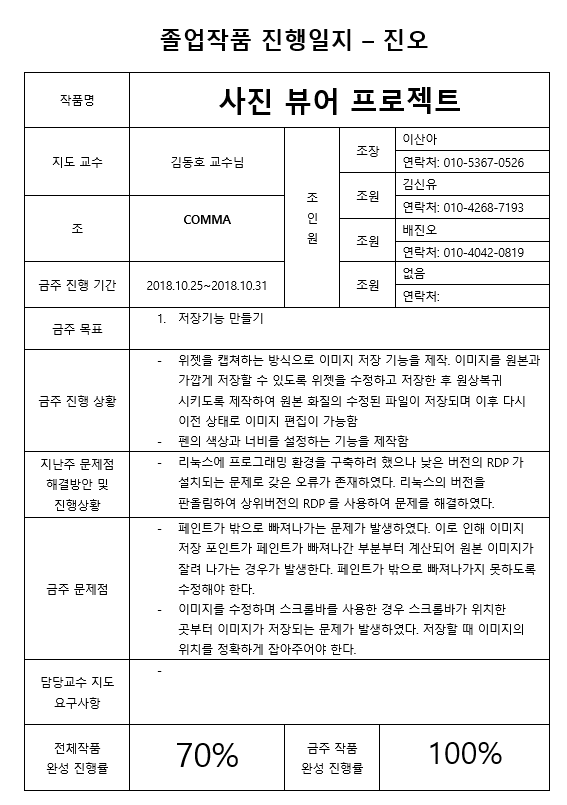 졸업작품 진행일지 – 진오
작품명
사진 뷰어 프로젝트
지도 교수
김동호 교수님
조
인
원
조장
이산아
연락처: 010-5367-0526
조원
김신유
연락처: 010-4268-7193
조
COMMA
조원
배진오
연락처: 010-4042-0819
금주 진행 기간
2018.10.25~2018.10.31
조원
없음
연락처:
금주 목표
1. 저장기능 만들기
금주 진행 상황
- 위젯을 캡쳐하는 방식으로 이미지 저장 기능을 제작. 이미지를 원본과
가깝게 저장할 수 있도록 위젯을 수정하고 저장한 후 원상복귀
시키도록 제작하여 원본 화질의 수정된 파일이 저장되며 이후 다시
이전 상태로 이미지 편집이 가능함
- 펜의 색상과 너비를 설정하는 기능을 제작함
지난주 문제점
해결방안 및
진행상황
- 리눅스에 프로그래밍 환경을 구축하려 했으나 낮은 버전의 RDP 가
설치되는 문제로 갖은 오류가 존재하였다. 리눅스의 버전을
판올림하여 상위버전의 RDP 를 사용하여 문제를 해결하였다.
금주 문제점
- 페인트가 밖으로 빠져나가는 문제가 발생하였다. 이로 인해 이미지
저장 포인트가 페인트가 빠져나간 부분부터 계산되어 원본 이미지가
잘려 나가는 경우가 발생한다. 페인트가 밖으로 빠져나가지 못하도록
수정해야 한다.
- 이미지를 수정하며 스크롤바를 사용한 경우 스크롤바가 위치한
곳부터 이미지가 저장되는 문제가 발생하였다. 저장할 때 이미지의
위치를 정확하게 잡아주어야 한다.
담당교수 지도
요구사항
-
전체작품
완성 진행률
70%
금주 작품
완성 진행률
100%